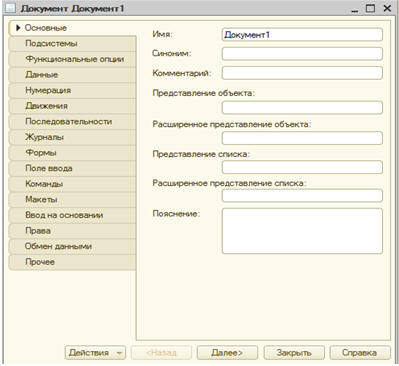 Документ Документ1
Основные
Подсистемы
Функциональные опции
Данные
Нумерация
Движения
Последовательности
Журналы
Формы
Поле ввода
Команды
Макеты
Ввод на основании
Права
Обмен данными
Прочее
Имя: Документ1
Синоним:
Комментарий:
Представление объекта:
Расширенное представление объекта:
Представление списка:
Расширенное представление списка:
Пояснение:
Действия <Назад Далее> Закрыть Справка